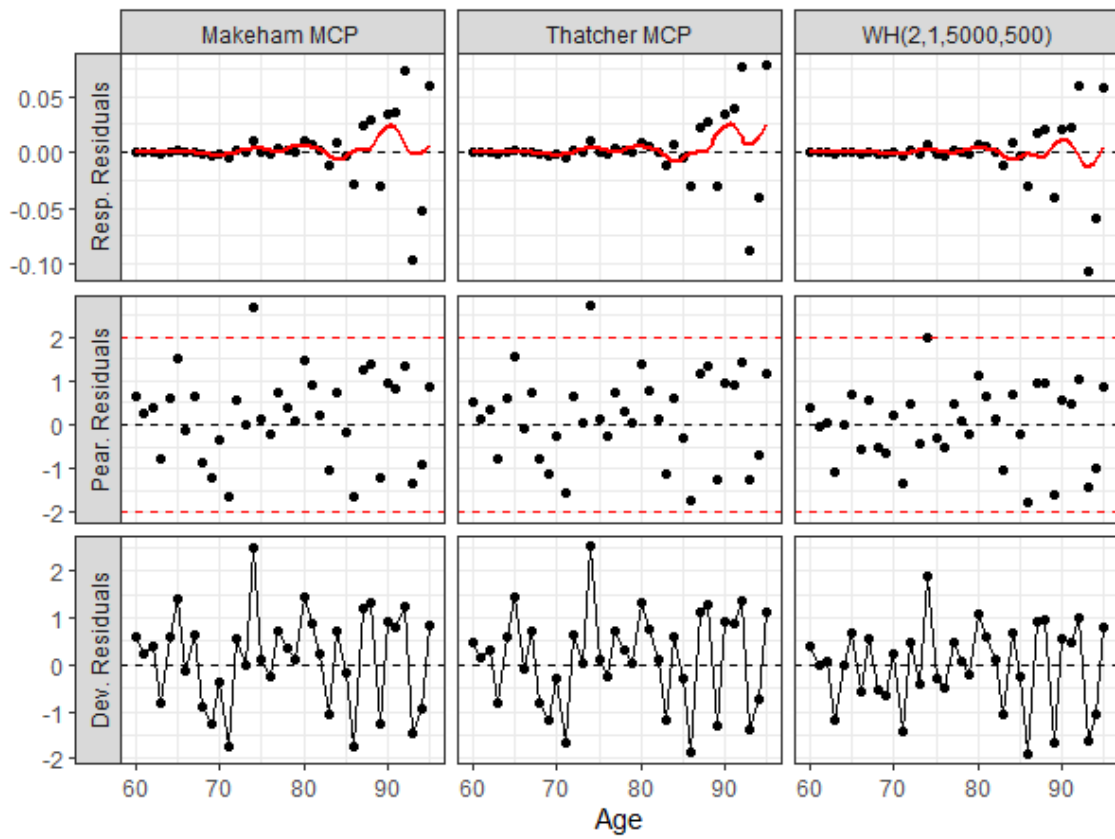 Makeham MCP
Thatcher MCP
WH(2,1,5000,500)
Resp. Residuals
0.05
0.00
-0.05
-0.10
Pear. Residuals
2
1
0
-1
-2
Dev. Residuals
2
1
0
-1
-2
60 70 80 90
60 70 80 90
60 70 80 90
Age